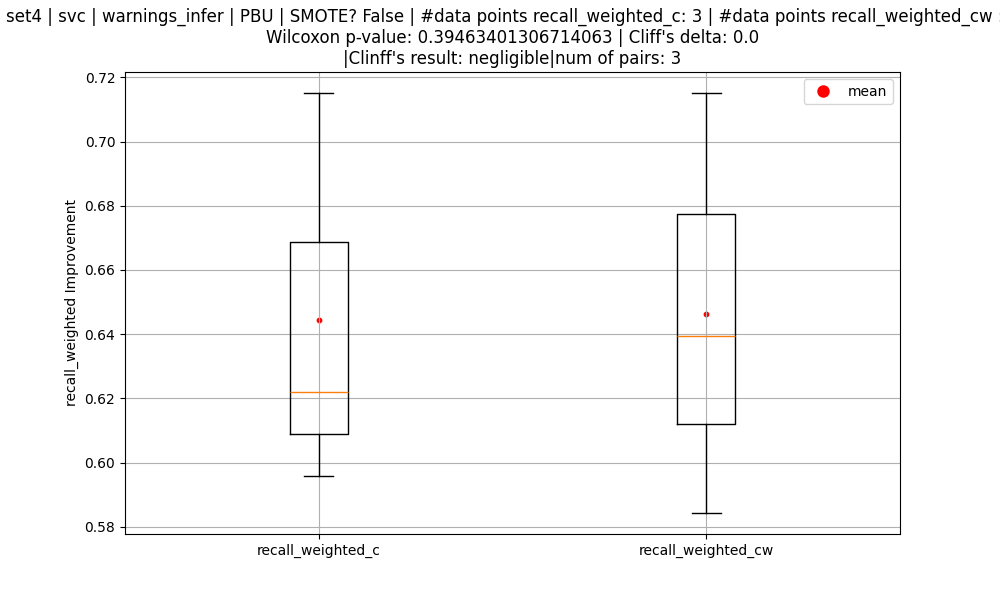 set4 | svc | warnings_infer | PBU | SMOTE? False | #data points recall_weighted_c: 3 | #data points recall_weighted_cw
Wilcoxon p-value: 0.39463401306714063 | Cliff's delta: 0.0
|Clinff's result: negligible|num of pairs: 3
mean
0.72
0.70
0.68
0.66
0.64
0.62
0.60
0.58
recall_weighted Improvement
recall_weighted_c
recall_weighted_cw